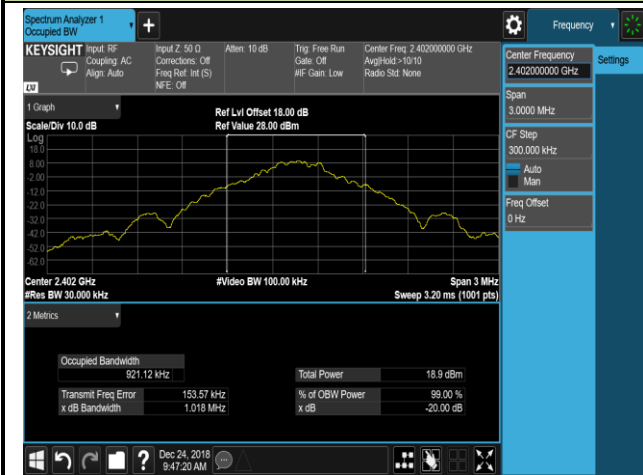 Spectrum Analyzer 1
Occupied BW
Frequency
KEYSIGHT
Input: RF
Coupling: AC
Align: Auto
Input Z: 50 Ω
Corrections: Off
Freq Ref: Int (S)
NFE: Off
Atten: 10 dB
Trig: Free Run
Gate: Off
#IF Gain: Low
Center Freq: 2.402000000 GHz
Avg|Hold:>10/10
Radio Std: None
LXI
Center Frequency
2.402000000 GHz
Settings
Span
3.0000 MHz
CF Step
300.000 kHz
Auto
Man
Freq Offset
0 Hz
1 Graph
Scale/Div 10.0 dB
Ref Lvl Offset 18.00 dB
Ref Value 28.00 dBm
Log
18.0
8.00
-2.00
-12.0
-22.0
-32.0
-42.0
-52.0
-62.0
Center 2.402 GHz
#Video BW 100.00 kHz
Span 3 MHz
#Res BW 30.000 kHz
Sweep 3.20 ms (1001 pts)
2 Metrics
Occupied Bandwidth
921.12 kHz
Total Power 18.9 dBm
Transmit Freq Error 153.57 kHz
% of OBW Power 99.00 %
x dB Bandwidth 1.018 MHz
x dB -20.00 dB
?
Dec 24, 2018
9:47:20 AM